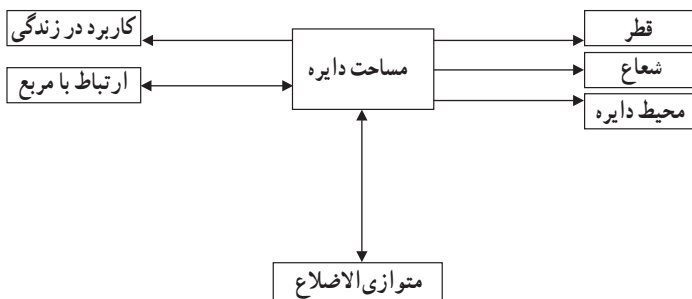 قطر
کاربرد در زندگی
مساحت دایره
شعاع
ارتباط با مربع
محیط دایره
متوازی‌الاضلاع